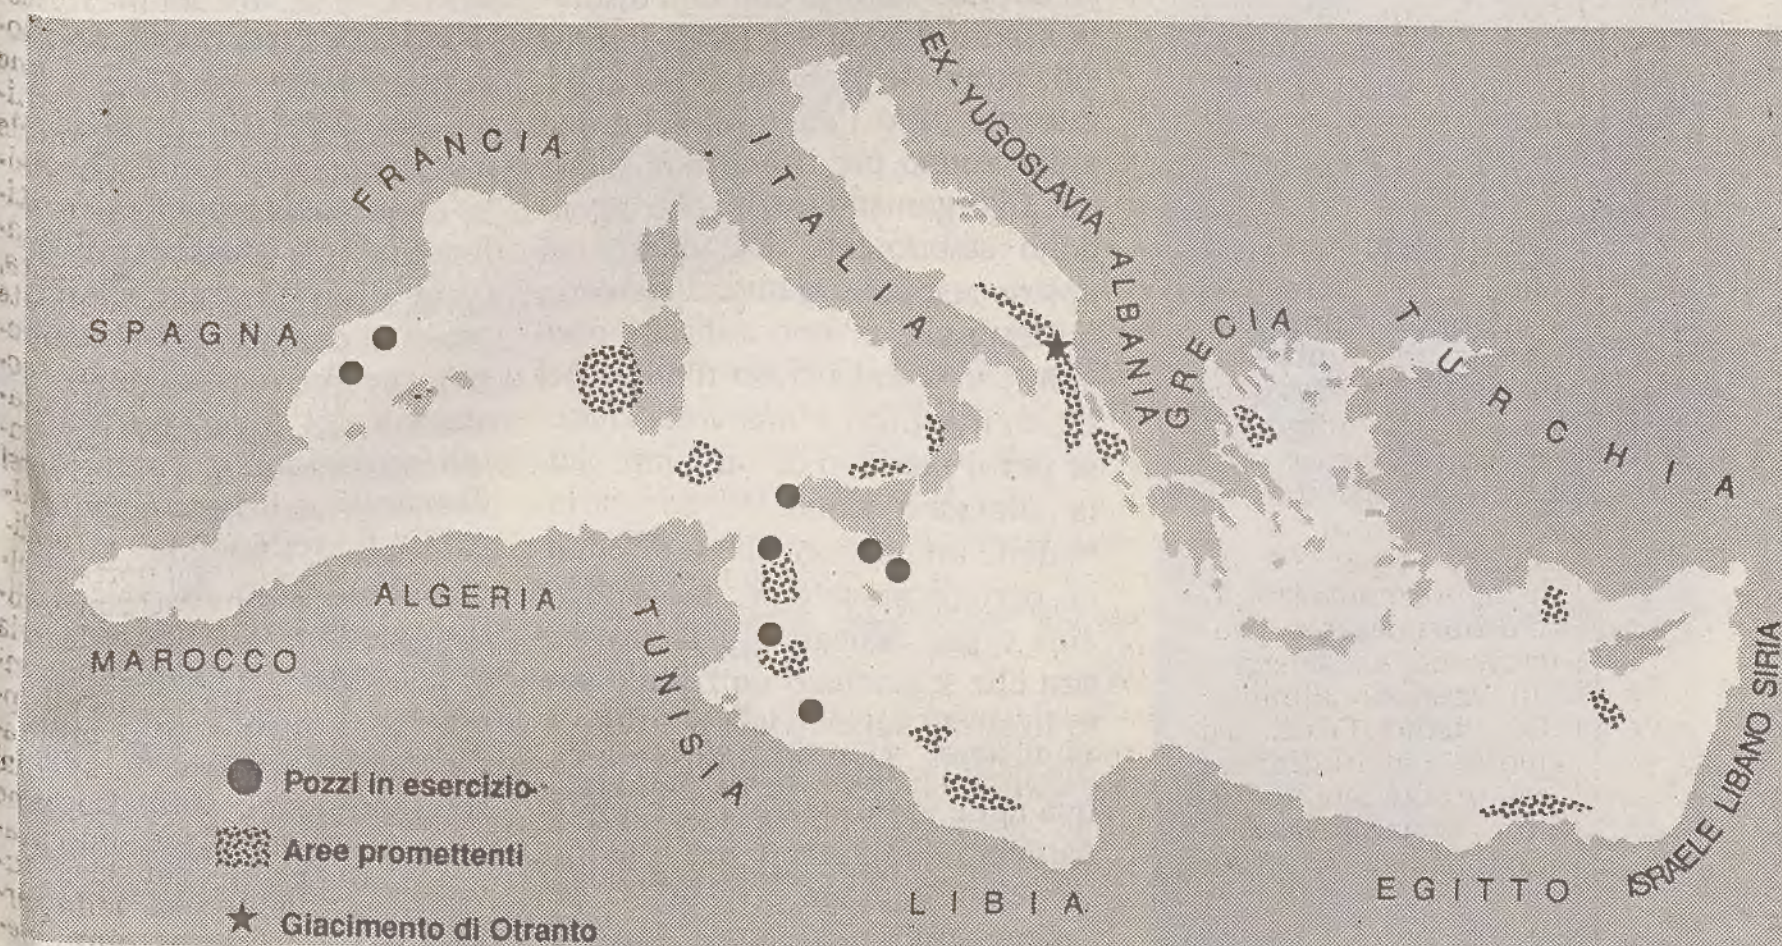 EX-YUGOSLAVIA
FRANCIA
ITALIA
ALBANIA
SPAGNA
GRECIA
TURCHIA
ALGERIA
TUNISIA
MAROCCO
Pozzi in esercizio
Aree promettenti
Giacimento di Otranto
LIBIA
EGITTO
ISRAELE LIBANO SIRIA